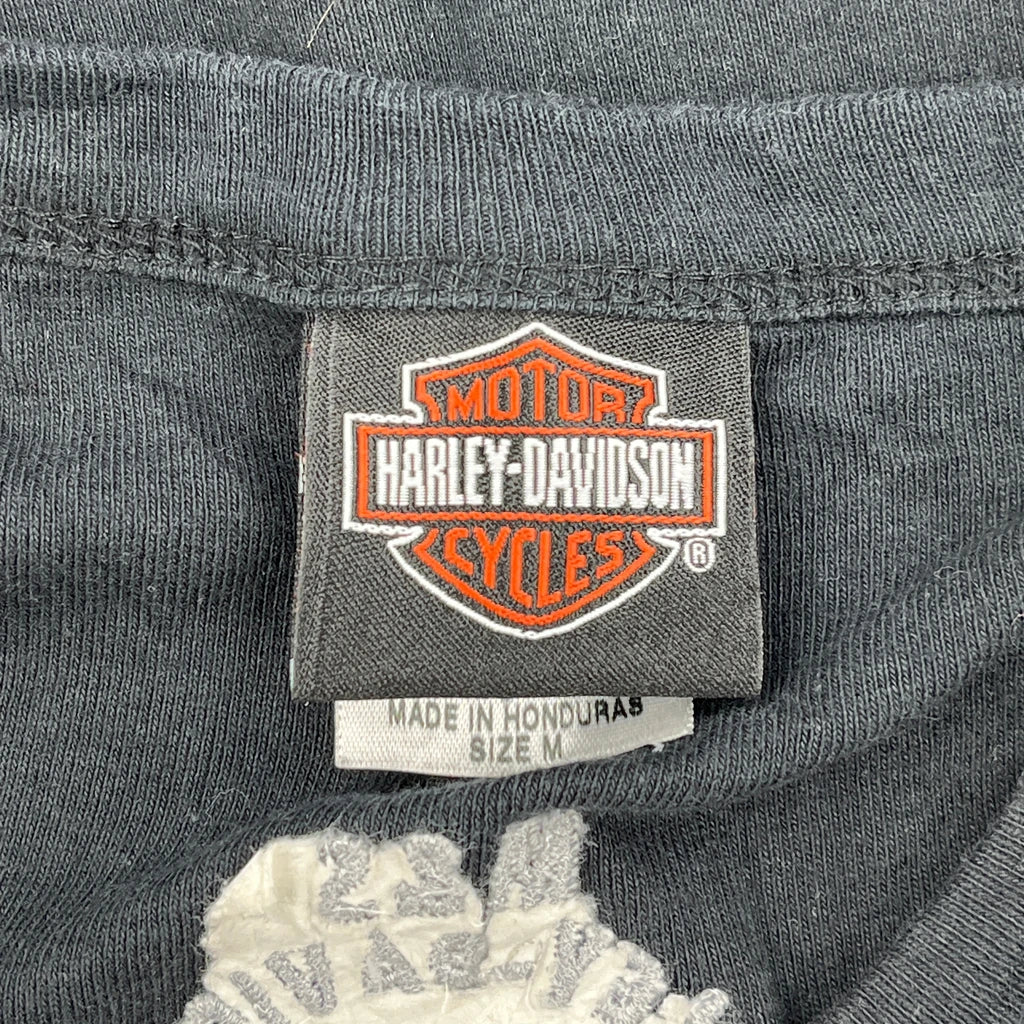 MOTOR
HARLEY-DAVIDSON
CYCLES
®
MADE IN HONDURAS
SIZE M